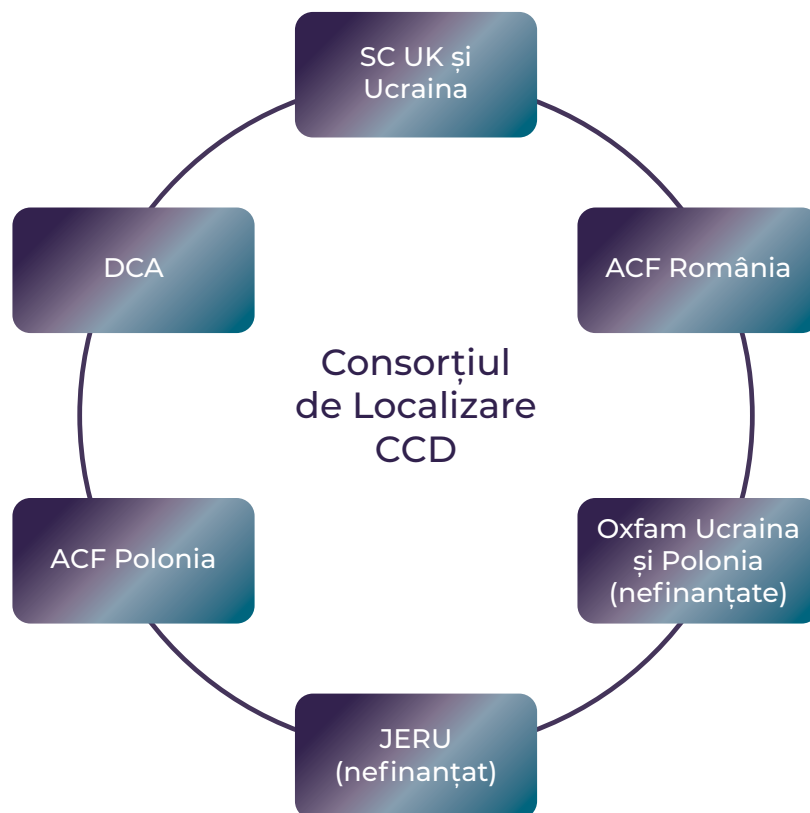 SC UK și
Ucraina
DCA
ACF România
Consorțiul
de Localizare
CCD
ACF Polonia
Oxfam Ucraina
și Polonia
(nefinanțate)
JERU
(nefinanțat)